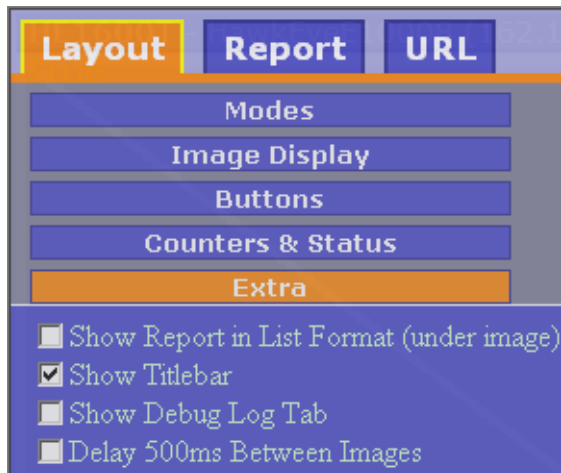 Layout Report URL
Modes
Image Display
Buttons
Counters & Status
Extra
Show Report in List Format (under image)
Show Titlebar
Show Debug Log Tab
Delay 500ms Between Images